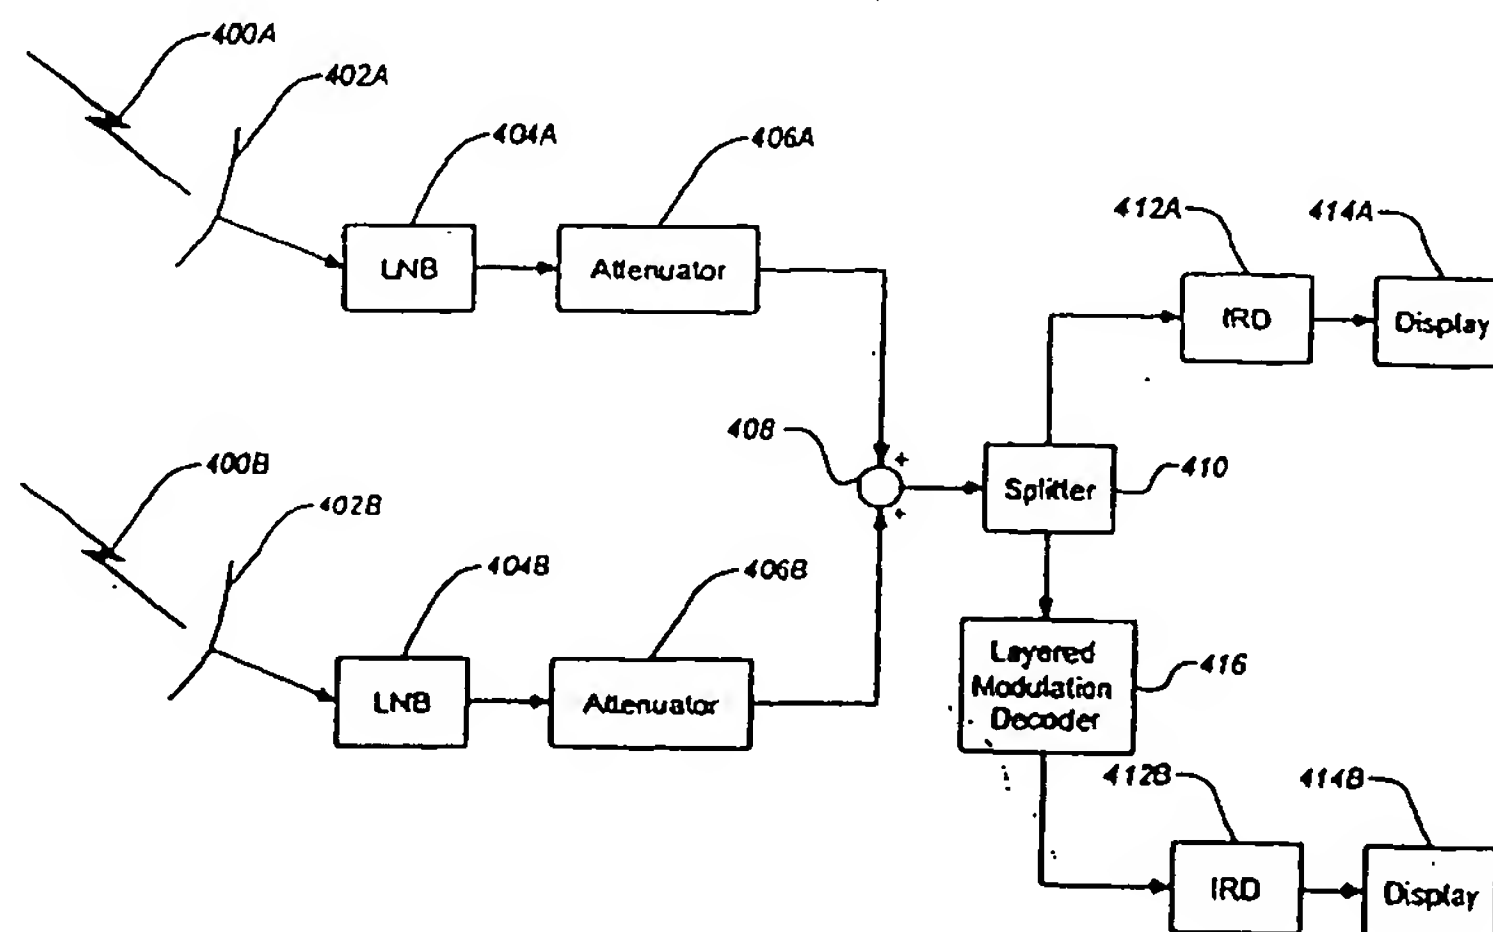 400A
402A
404A
406A
412A
414A
LNB
Attenuator
IRD
Display
408
+
+
Splitter
410
400B
402B
404B
406B
LNB
Attenuator
Layered
Modulation
Decoder
416
412B
414B
IRD
Display